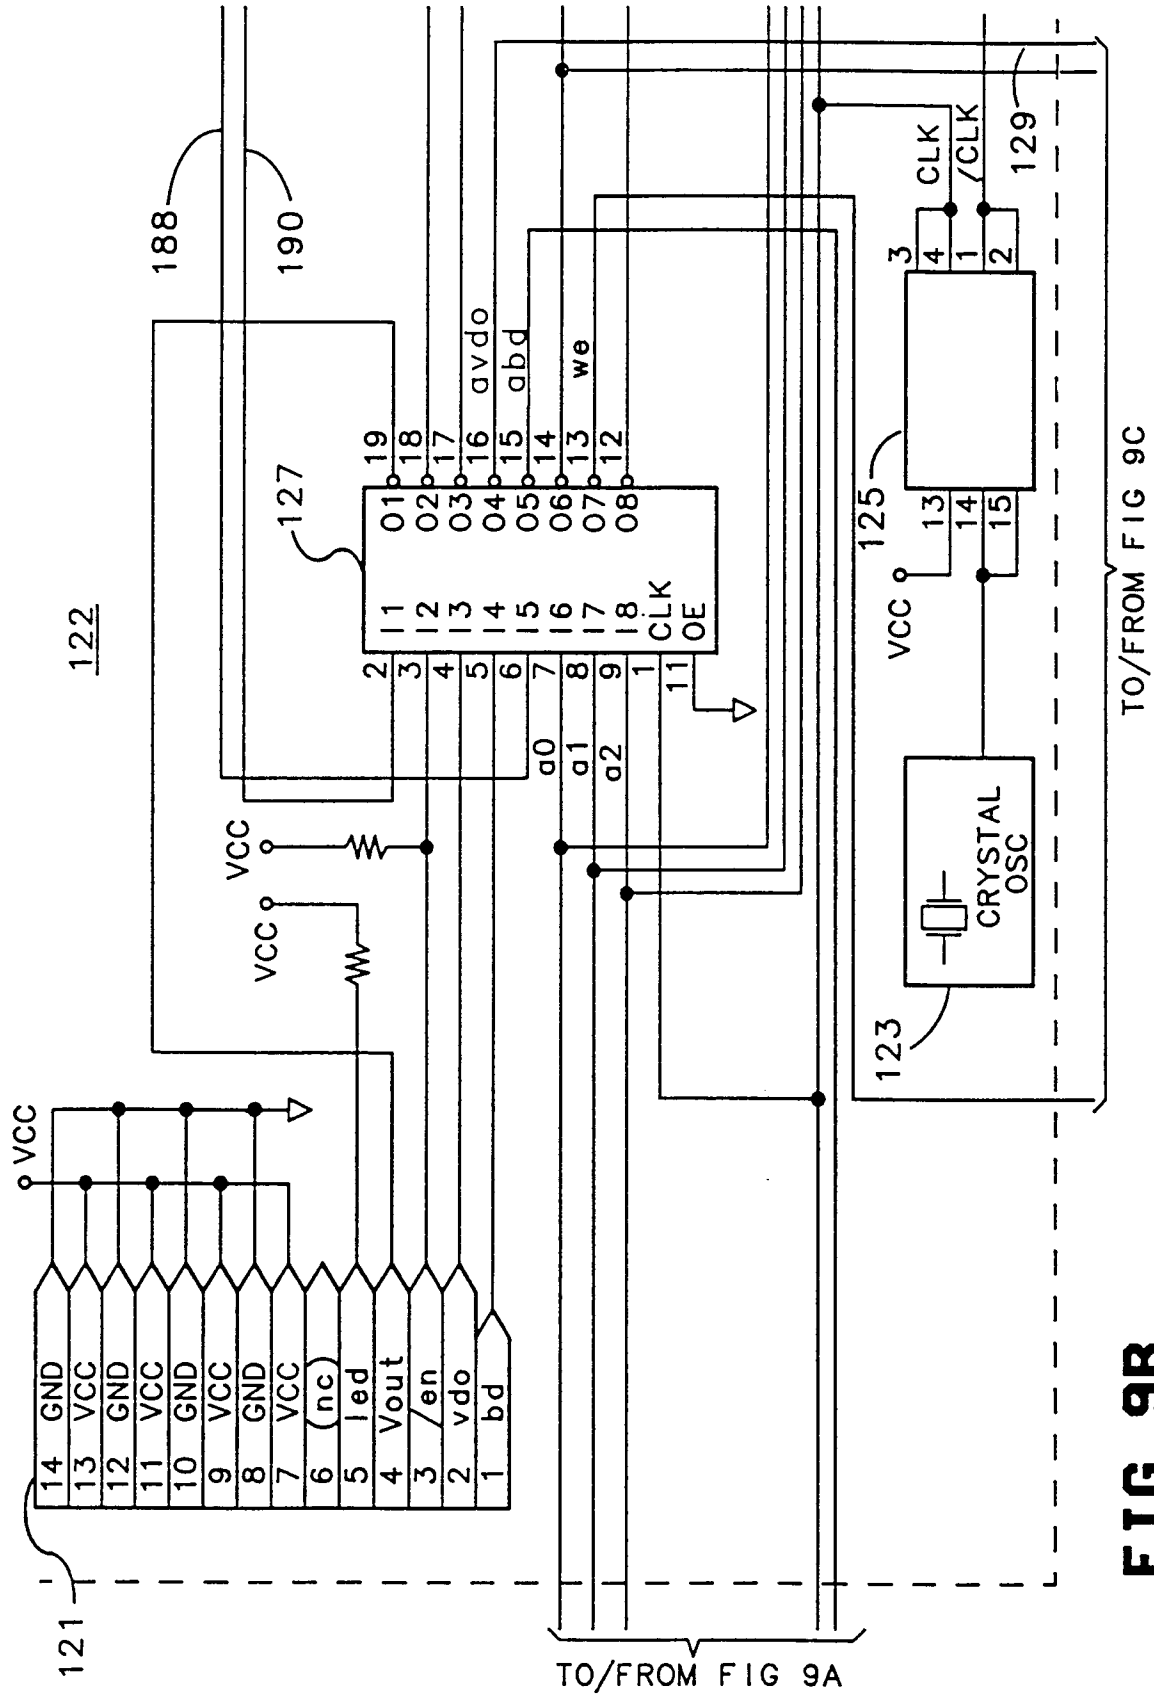 122
188
190
121
14 GND
13 VCC
12 GND
11 VCC
10 GND
9 VCC
8 GND
7 VCC
6 (nc)
5 led
4 Vout
3 /en
2 vdo
1 bd
VCC
VCC
VCC
127
2 I1 O1 19
3 I2 O2 18
4 I3 O3 17
5 I4 O4 16 avdo
6 I5 O5 15 abd
a0 7 I6 O6 14
a1 8 I7 O7 13 we
a2 9 I8 O8 12
1 CLK
11 OE
123
CRYSTAL
OSC
VCC
125
13
14
15
3
4
1
2
CLK
/CLK
129
TO/FROM FIG 9A
TO/FROM FIG 9C
FIG 9B